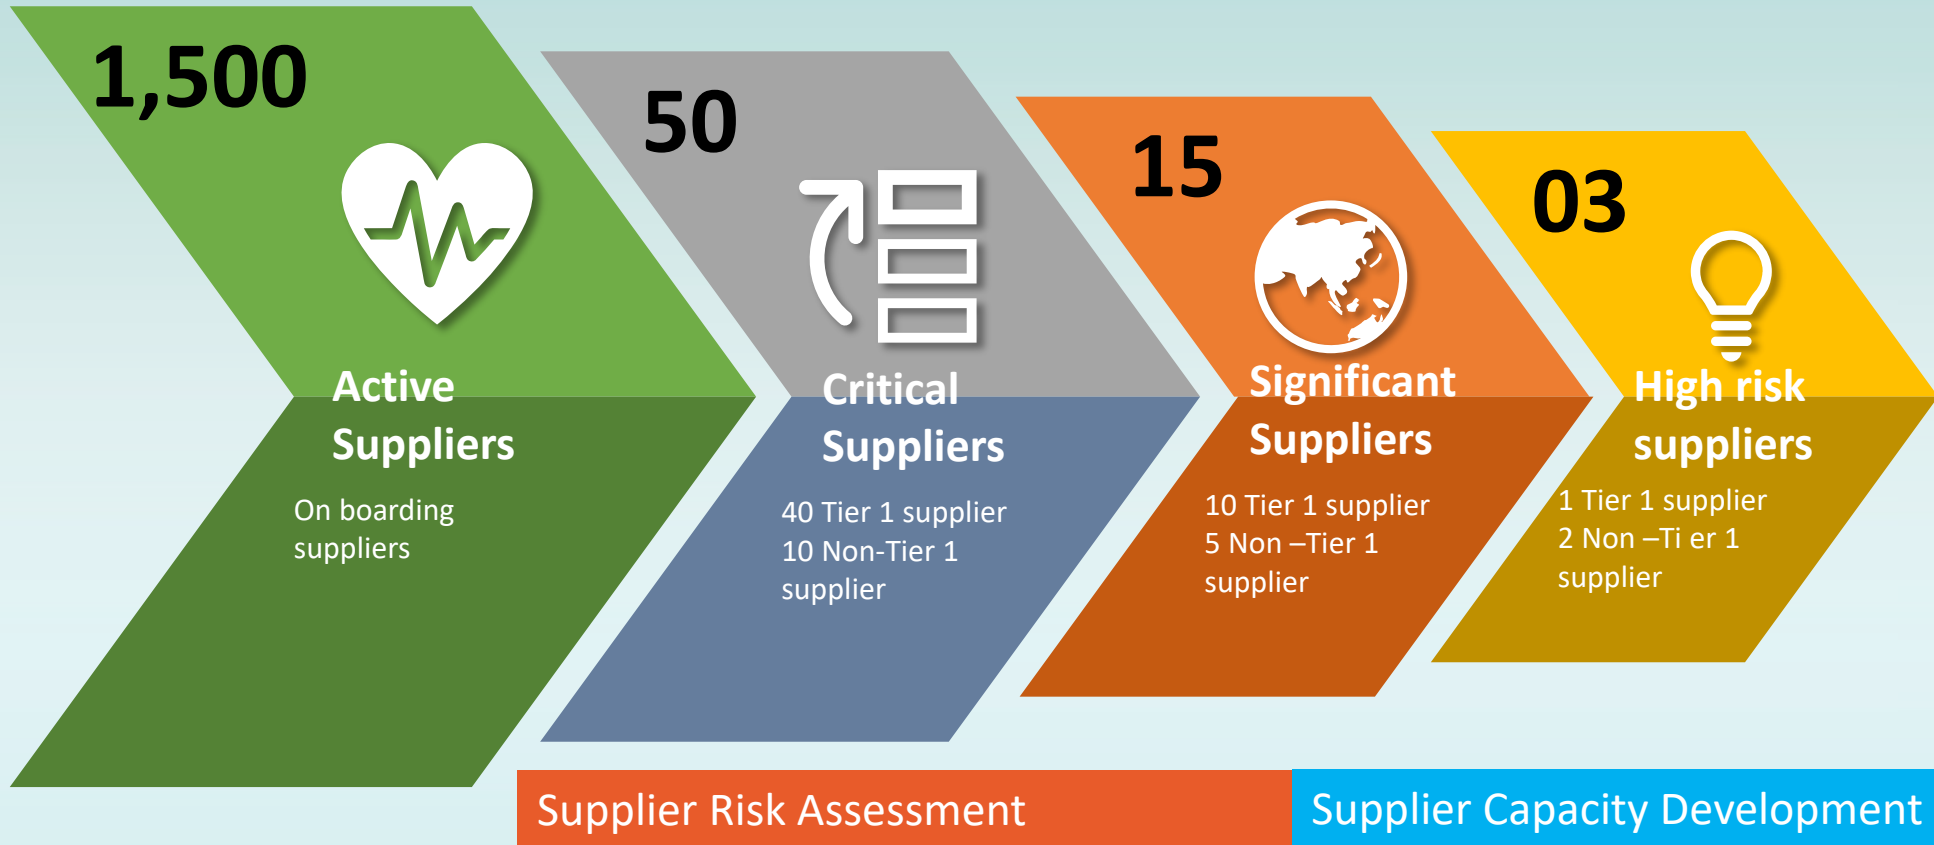 1,500
Active
Suppliers
On boarding
suppliers
50
Critical
Suppliers
40 Tier 1 supplier
10 Non-Tier 1
supplier
15
Significant
Suppliers
10 Tier 1 supplier
5 Non –Tier 1
supplier
03
High risk
suppliers
1 Tier 1 supplier
2 Non –Ti er 1
supplier
Supplier Risk Assessment
Supplier Capacity Development